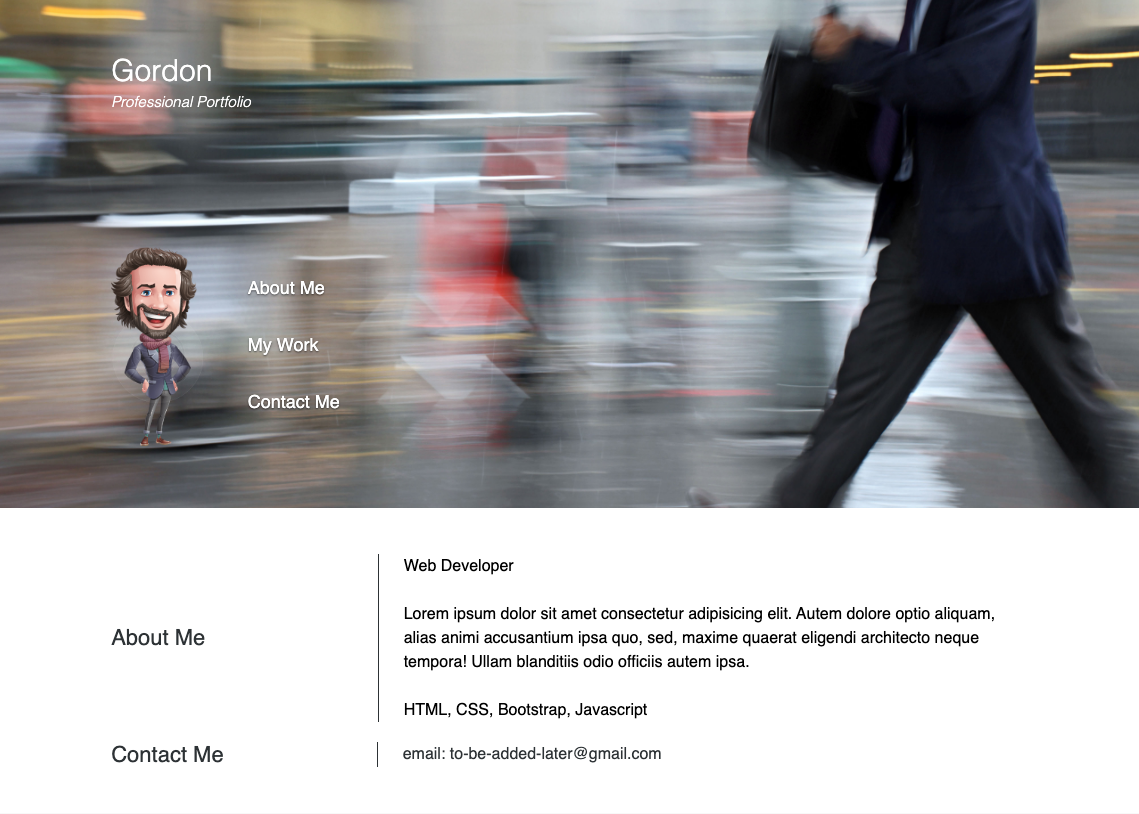 Gordon
Professional Portfolio
About Me
My Work
Contact Me
About Me
Web Developer
Lorem ipsum dolor sit amet consectetur adipisicing elit. Autem dolore optio aliquam,
alias animi accusantium ipsa quo, sed, maxime quaerat eligendi architecto neque
tempora! Ullam blanditiis odio officiis autem ipsa.
HTML, CSS, Bootstrap, Javascript
Contact Me
email: to-be-added-later@gmail.com